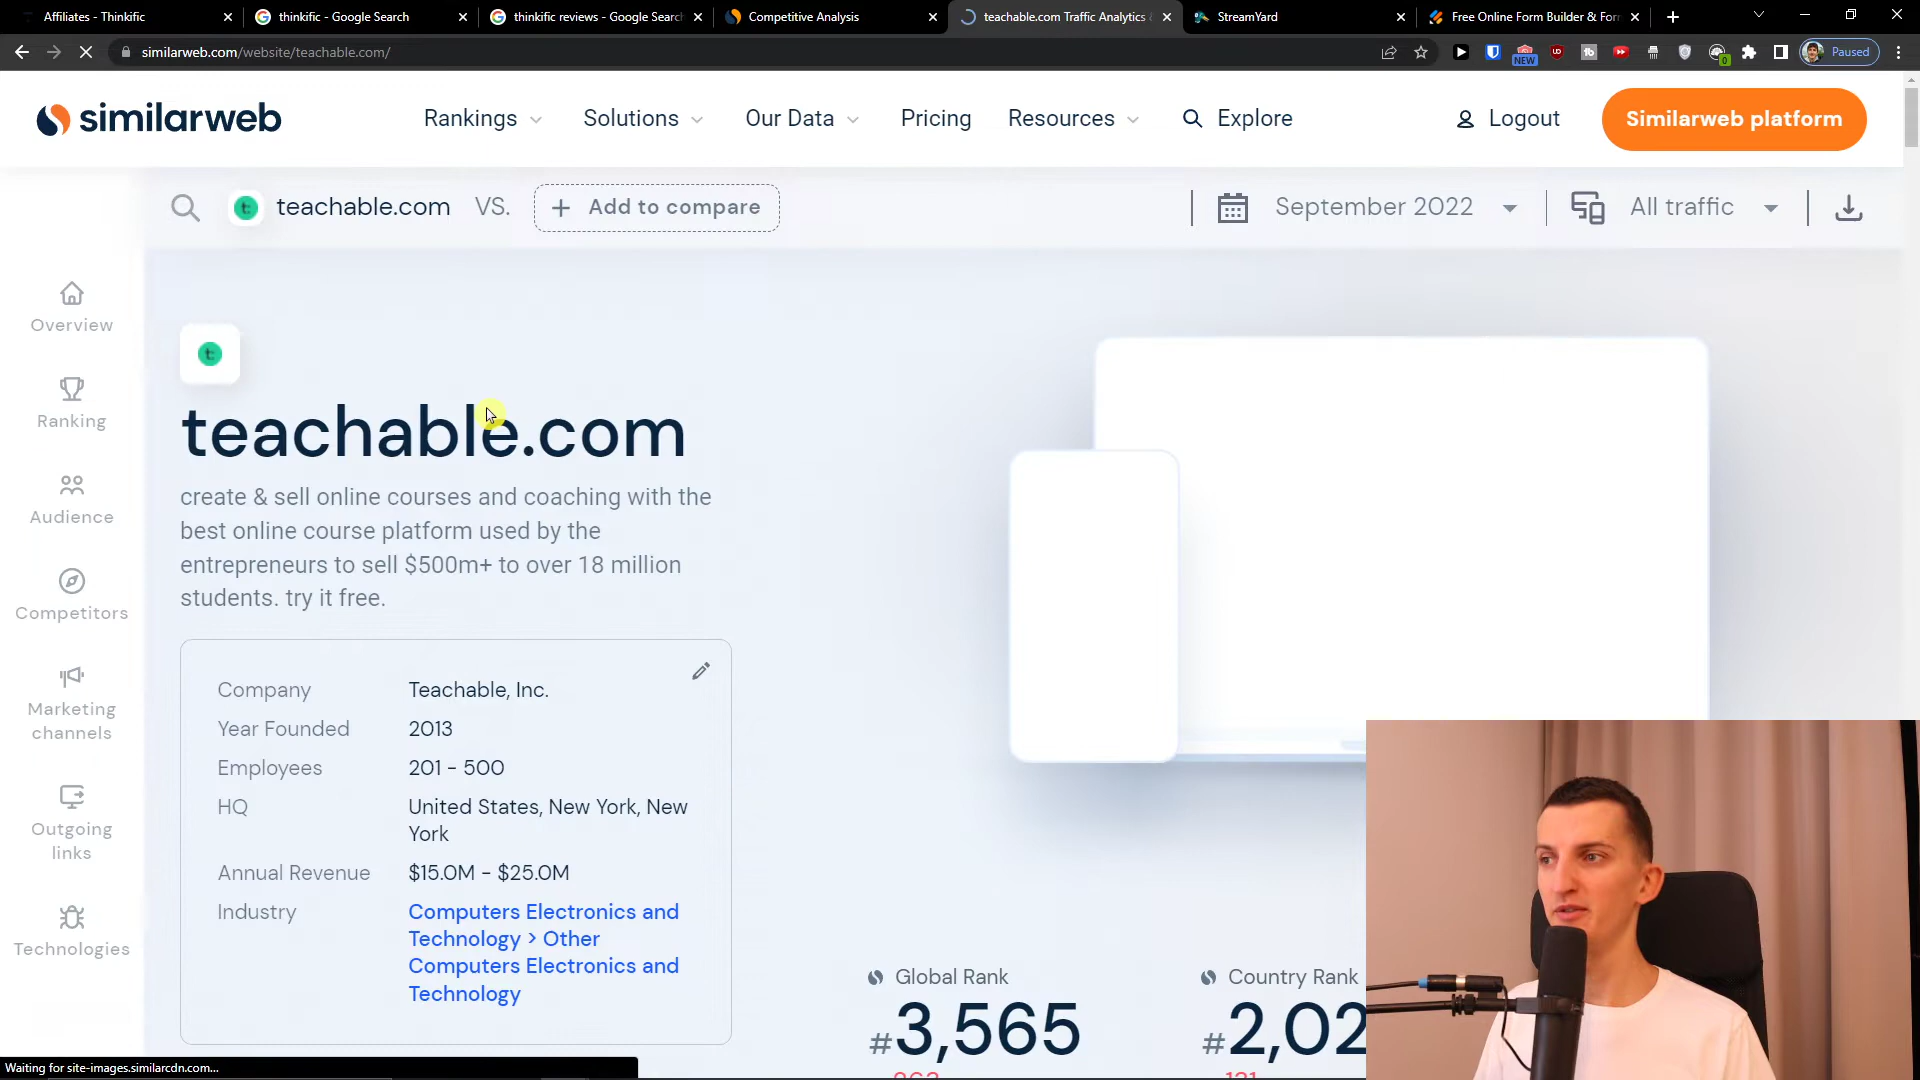 Affiliates - Thinkific
thinkific - Google Search
thinkific reviews - Google Search
Competitive Analysis
teachable.com Traffic Analytics
StreamYard
Free Online Form Builder & For
similarweb.com/website/teachable.com/
NEW
0
Paused
similarweb
Rankings
Solutions
Our Data
Pricing
Resources
Explore
Logout
Similarweb platform
teachable.com
VS.
+ Add to compare
September 2022
All traffic
Overview
Ranking
Audience
Competitors
Marketing
channels
Outgoing
links
Technologies
t
teachable.com
create & sell online courses and coaching with the
best online course platform used by the
entrepreneurs to sell $500m+ to over 18 million
students. try it free.
Company Teachable, Inc.
Year Founded 2013
Employees 201 - 500
HQ United States, New York, New
York
Annual Revenue $15.0M - $25.0M
Industry Computers Electronics and
Technology > Other
Computers Electronics and
Technology
Global Rank
#3,565
Country Rank
#2,02
Waiting for site-images.similarcdn.com...